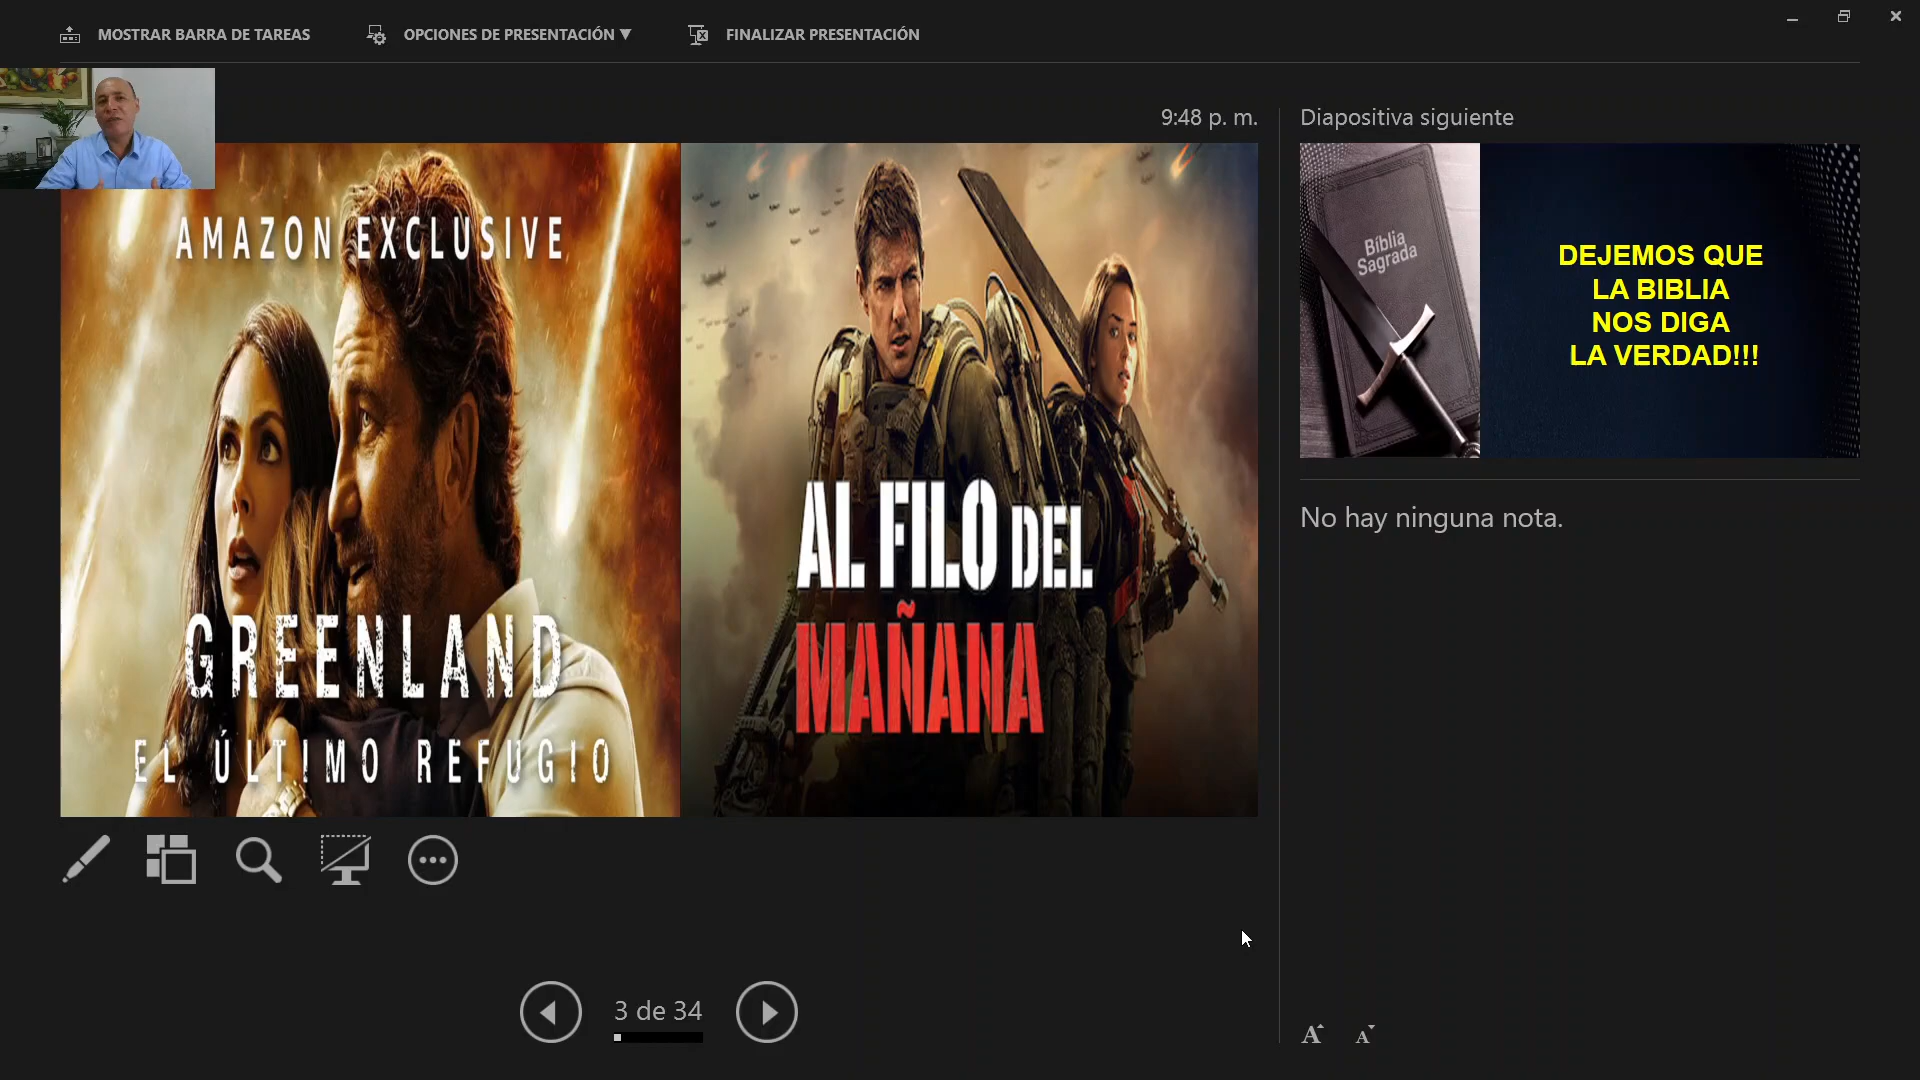 MOSTRAR BARRA DE TAREAS
OPCIONES DE PRESENTACIÓN ▼
FINALIZAR PRESENTACIÓN
9:48 p. m.
AMAZON EXCLUSIVE
GREENLAND
EL ÚLTIMO REFUGIO
AL FILO DEL
MAÑANA
3 de 34
Diapositiva siguiente
Bíblia
Sagrada
DEJEMOS QUE
LA BIBLIA
NOS DIGA
LA VERDAD!!!
No hay ninguna nota.
A A